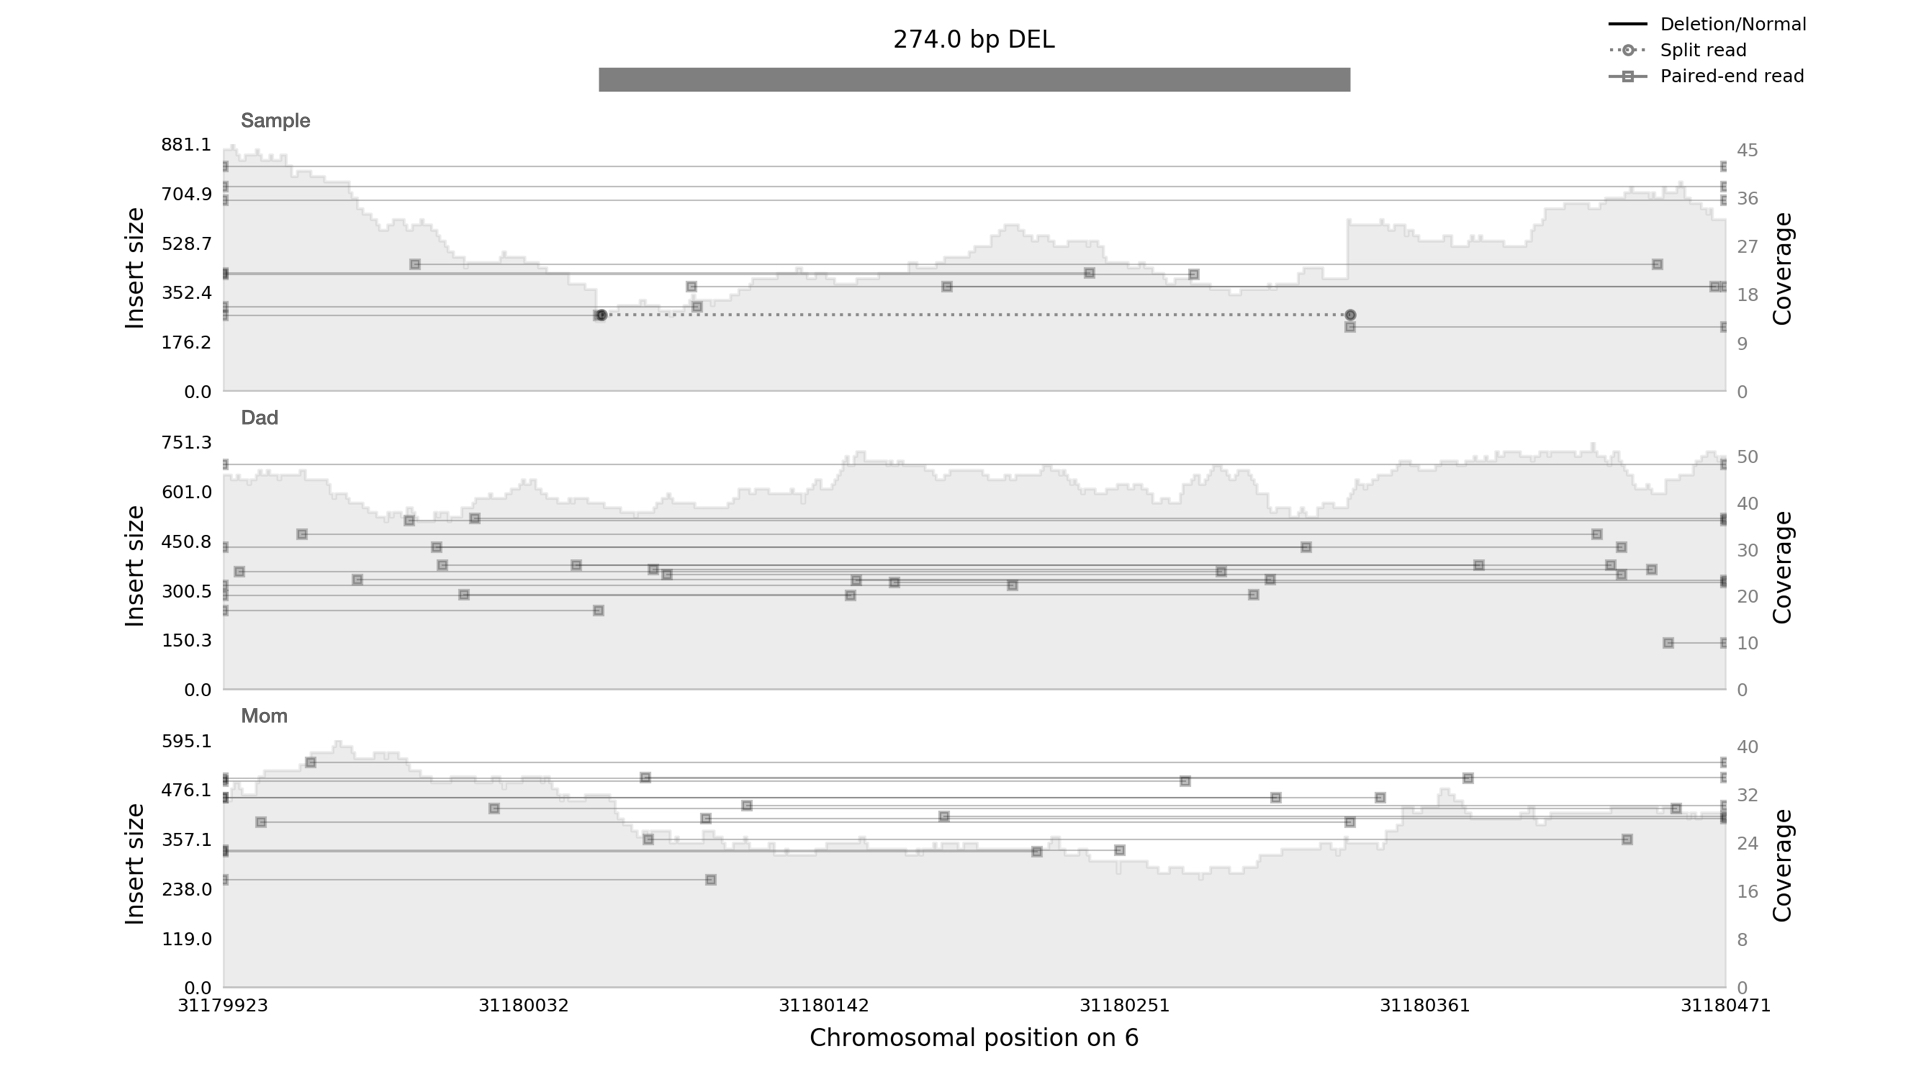 274.0 bp DEL
Deletion/Normal
Split read
Paired-end read
Sample
881.1
704.9
528.7
352.4
176.2
0.0
Insert size
45
36
27
18
9
0
Coverage
Dad
751.3
601.0
450.8
300.5
150.3
0.0
Insert size
50
40
30
20
10
0
Coverage
Mom
595.1
476.1
357.1
238.0
119.0
0.0
Insert size
40
32
24
16
8
0
Coverage
31179923 31180032 31180142 31180251 31180361 31180471
Chromosomal position on 6